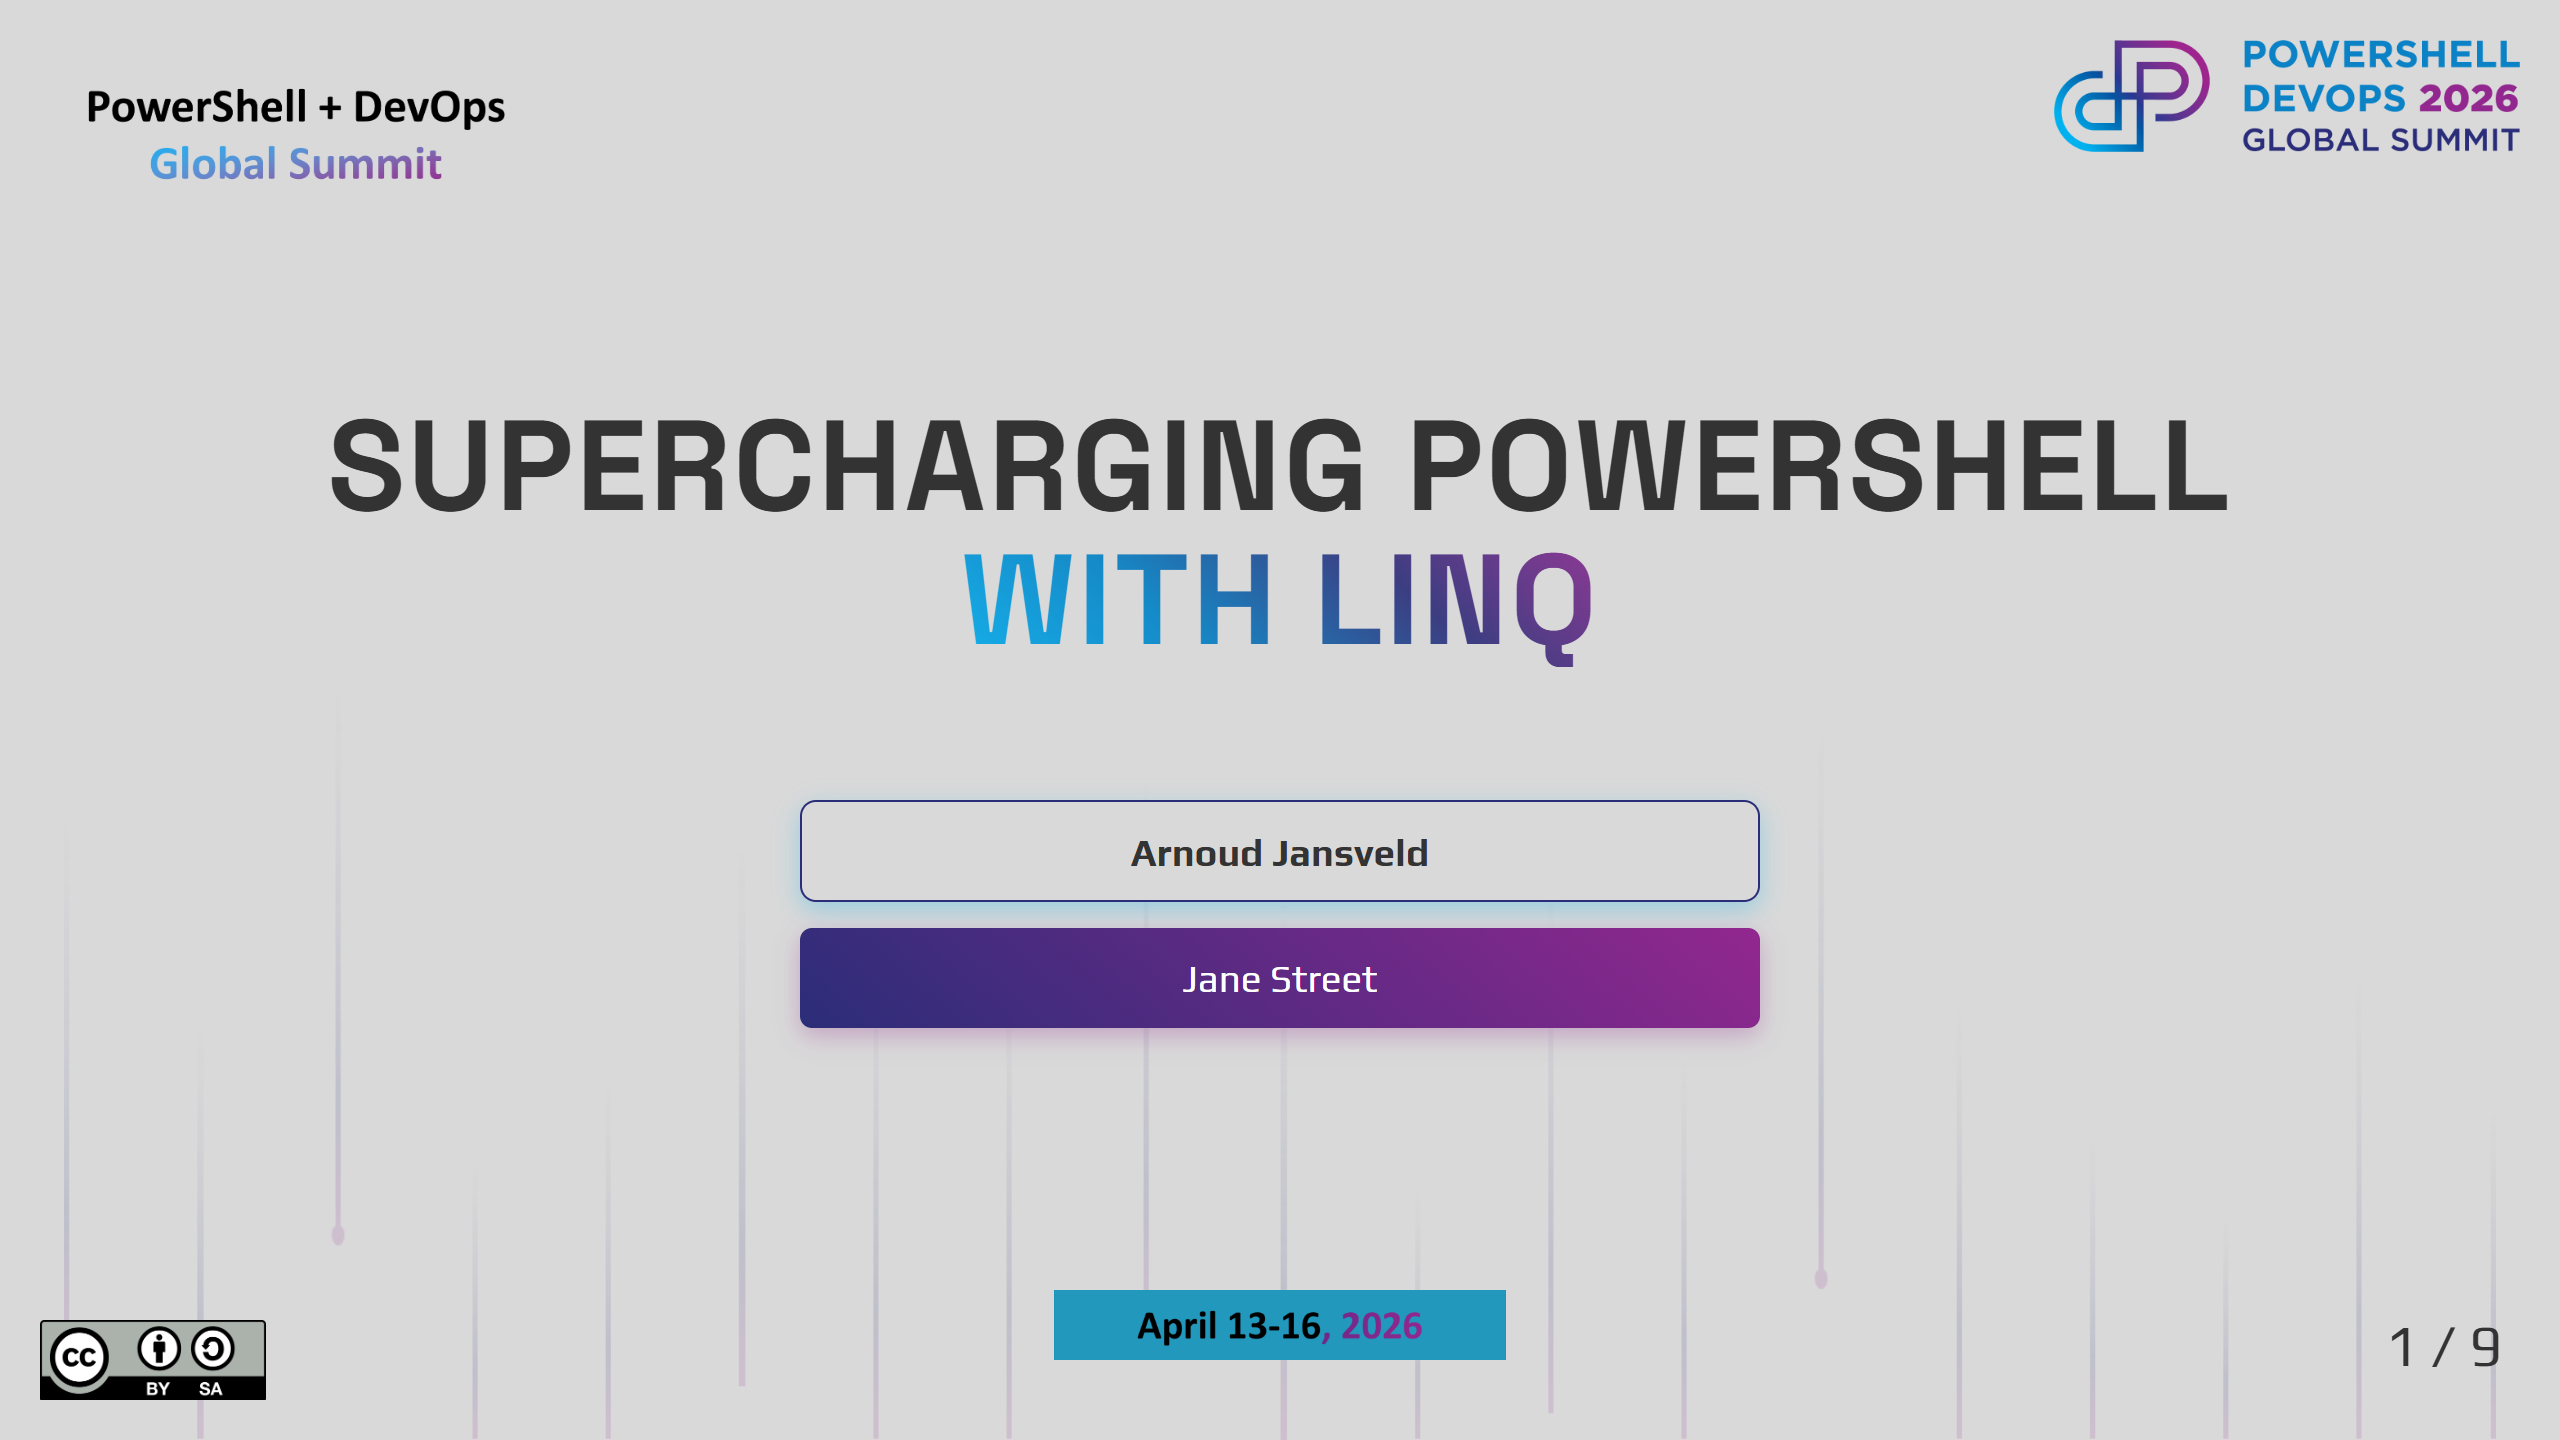 PowerShell + DevOps
Global Summit
POWERSHELL
DEVOPS 2026
GLOBAL SUMMIT
SUPERCHARGING POWERSHELL
WITH LINQ
Arnoud Jansveld
Jane Street
April 13-16, 2026
CC BY SA
1 / 9